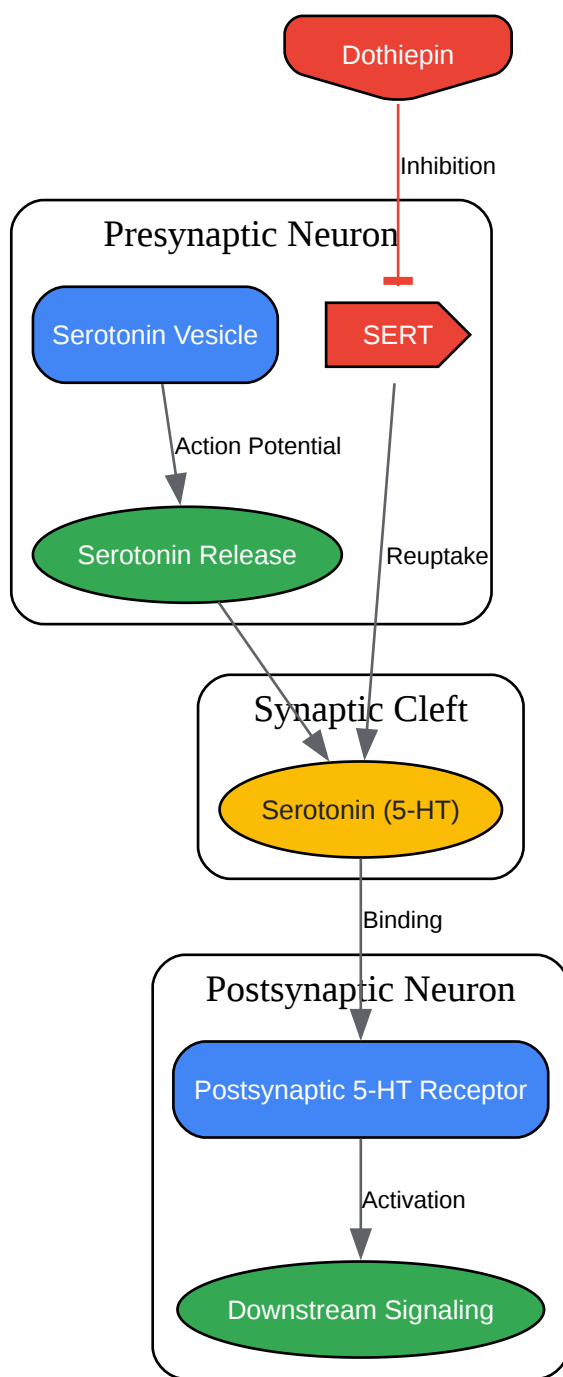 Dothiepin
Inhibition
Presynaptic Neuron
Serotonin Vesicle
SERT
Action Potential
Serotonin Release
Reuptake
Synaptic Cleft
Serotonin (5-HT)
Binding
Postsynaptic Neuron
Postsynaptic 5-HT Receptor
Activation
Downstream Signaling